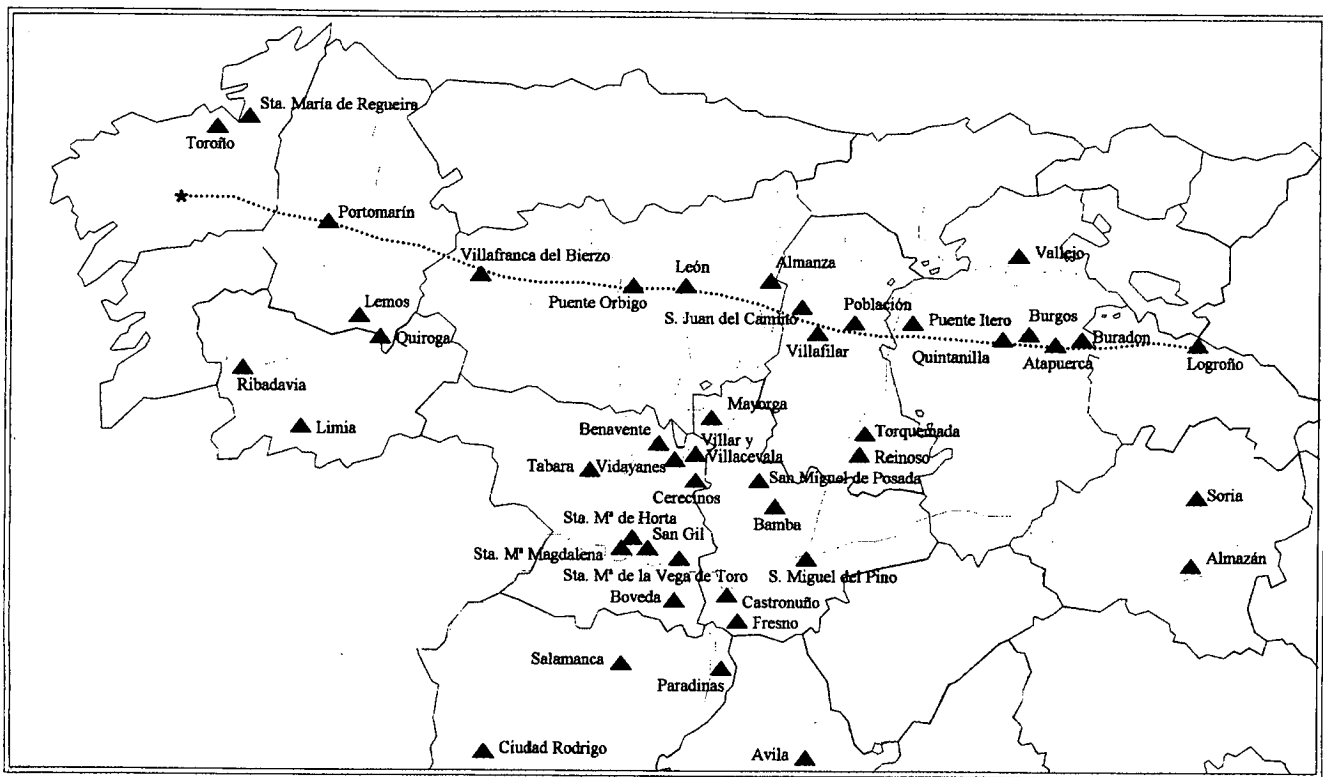 Sta. María de Regueira
Toroño
Portomarín
Villafranca del Bierzo
León
Almanza
Vallejo
Puente Orbigo
S. Juan del Camino
Población
Puente Itero
Burgos
Lemos
Quiroga
Villafilar
Quintanilla
Atapuerca
Buradon
Logroño
Ribadavia
Limia
Mayorga
Benavente
Villar y
Villacevala
Torquemada
Tabara
Vidayanes
Reinoso
Cerecinos
San Miguel de Posada
Soria
Bamba
Sta. Mª de Horta
San Gil
Sta. Mª Magdalena
Sta. Mª de la Vega de Toro
S. Miguel del Pino
Almazán
Boveda
Castronuño
Fresno
Salamanca
Paradinas
Ciudad Rodrigo
Avila